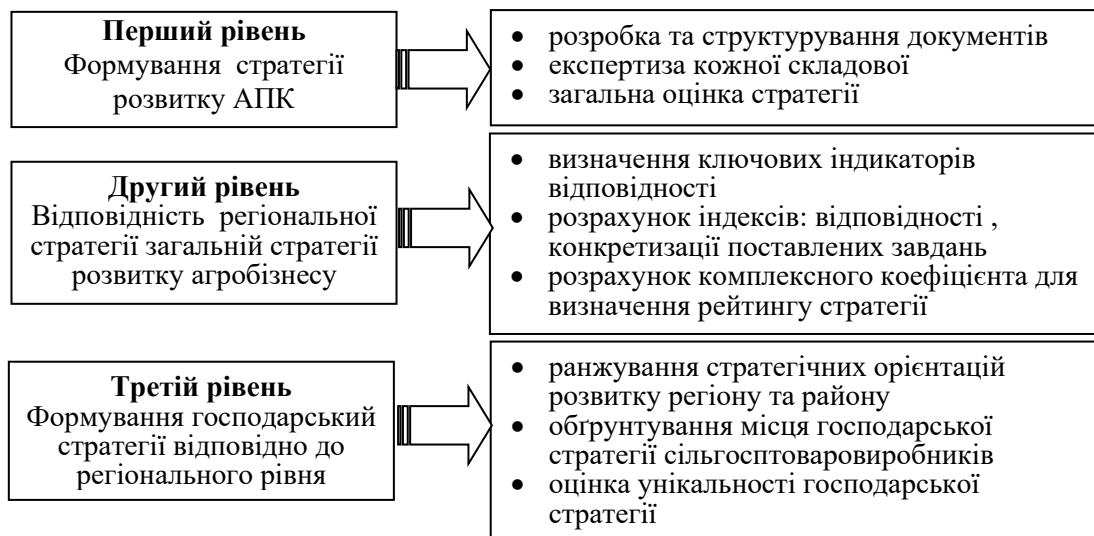 Перший рівень
Формування стратегії
розвитку АПК
• розробка та структурування документів
• експертиза кожної складової
• загальна оцінка стратегії
Другий рівень
Відповідність регіональної
стратегії загальній стратегії
розвитку агробізнесу
• визначення ключових індикаторів
відповідності
• розрахунок індексів: відповідності ,
конкретизації поставлених завдань
• розрахунок комплексного коефіцієнта для
визначення рейтингу стратегії
Третій рівень
Формування господарський
стратегії відповідно до
регіонального рівня
• ранжування стратегічних орієнтацій
розвитку регіону та району
• обґрунтування місця господарської
стратегії сільгосптоваровиробників
• оцінка унікальності господарської
стратегії